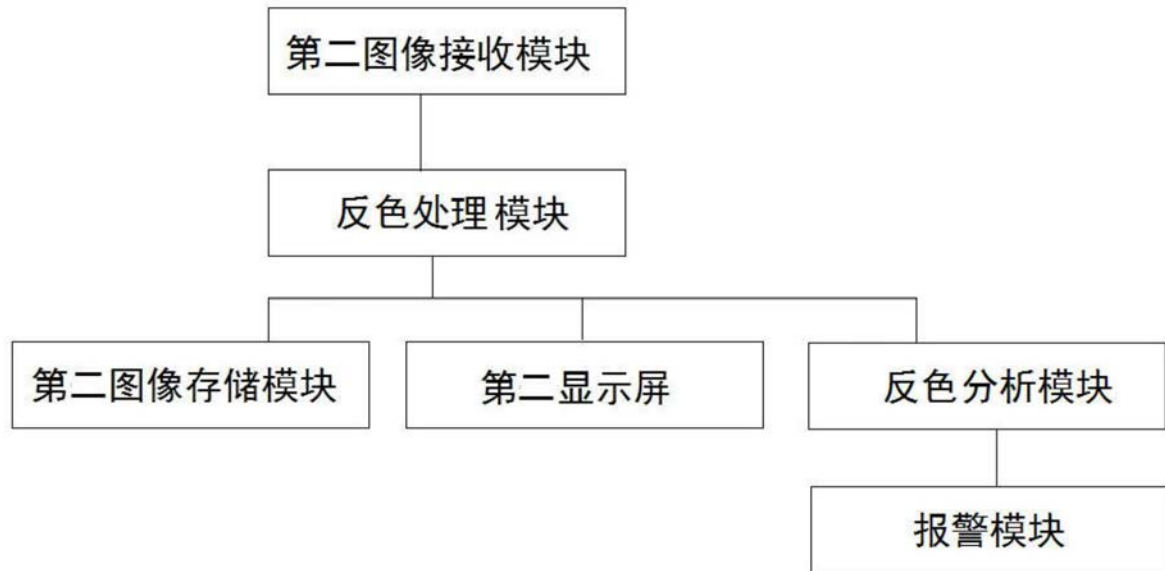 第二图像接收模块
反色处理模块
第二图像存储模块
第二显示屏
反色分析模块
报警模块